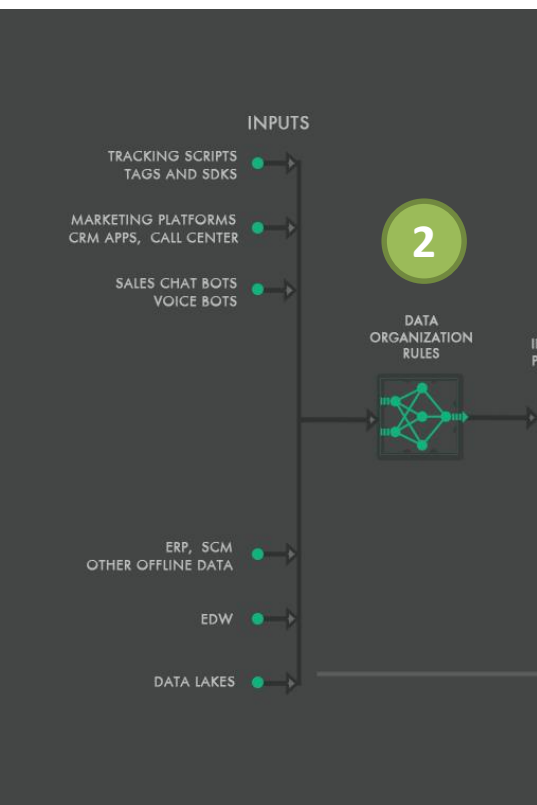 INPUTS
TRACKING SCRIPTS
TAGS AND SDKS
MARKETING PLATFORMS
CRM APPS, CALL CENTER
SALES CHAT BOTS
VOICE BOTS
2
DATA
ORGANIZATION
RULES
ERP, SCM
OTHER OFFLINE DATA
EDW
DATA LAKES